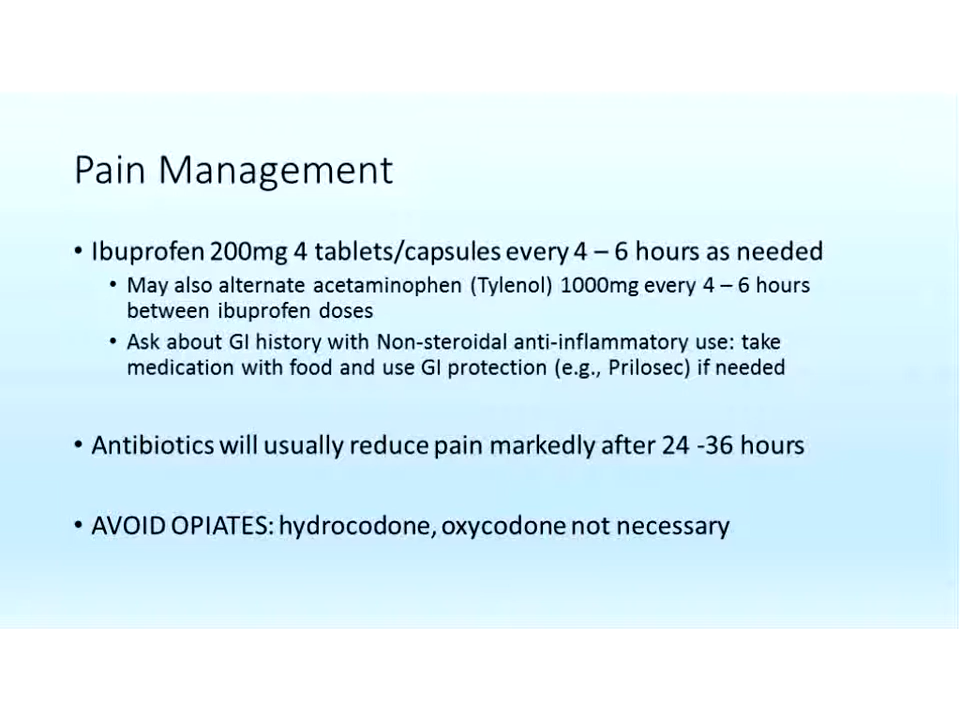 Pain Management
• Ibuprofen 200mg 4 tablets/capsules every 4 – 6 hours as needed
• May also alternate acetaminophen (Tylenol) 1000mg every 4 – 6 hours
between ibuprofen doses
• Ask about GI history with Non-steroidal anti-inflammatory use: take
medication with food and use GI protection (e.g., Prilosec) if needed
• Antibiotics will usually reduce pain markedly after 24 -36 hours
• AVOID OPIATES: hydrocodone, oxycodone not necessary